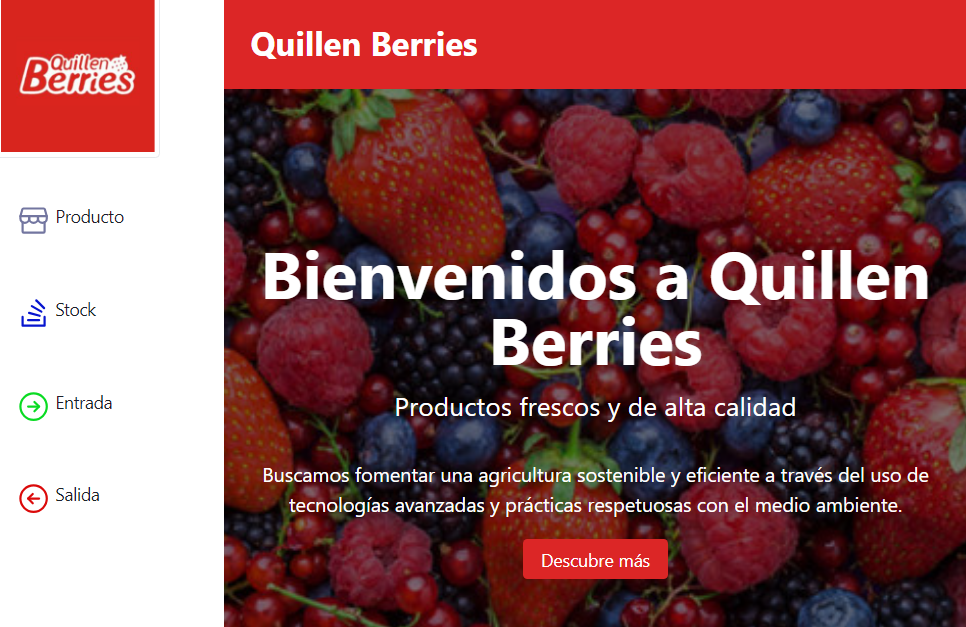 Quillen
Berries
Producto
Stock
Entrada
Salida
Quillen Berries
Bienvenidos a Quillen
Berries
Productos frescos y de alta calidad
Buscamos fomentar una agricultura sostenible y eficiente a través del uso de
tecnologías avanzadas y prácticas respetuosas con el medio ambiente.
Descubre más